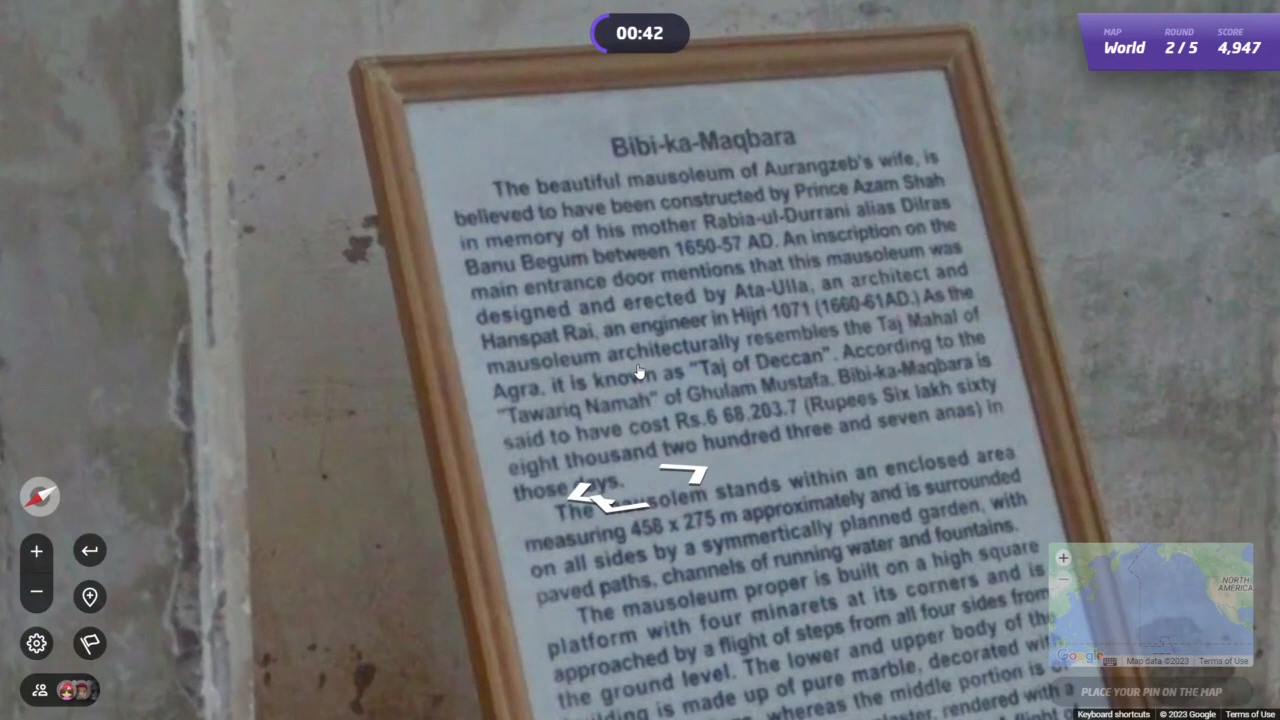 00:42
MAP ROUND SCORE
World 2 / 5 4,947
Bibi-ka-Maqbara
The beautiful mausoleum of Aurangzeb's wife, is
believed to have been constructed by Prince Azam Shah
in memory of his mother Rabia-ul-Durrani alias Dilras
Banu Begum between 1650-57 AD. An inscription on the
main entrance door mentions that this mausoleum was
designed and erected by Ata-Ulla, an architect and
Hanspat Rai, an engineer in Hijri 1071 (1660-61AD.) As the
mausoleum architecturally resembles the Taj Mahal of
Agra, it is known as "Taj of Deccan". According to the
"Tawariq Namah" of Ghulam Mustafa, Bibi-ka-Maqbara is
said to have cost Rs.6 68.203.7 (Rupees Six lakh sixty
eight thousand two hundred three and seven anas) in
those
The mausolem stands within an enclosed area
measuring 458 x 275 m approximately and is surrounded
on all sides by a symmertically planned garden, with
paved paths, channels of running water and fountains.
The mausoleum proper is built on a high square
platform with four minarets at its corners and is
approached by a flight of steps from all four sides from
the ground level. The lower and upper body of the
is made up of pure marble, decorated
whereas the middle portion is
rendered with a
NORTH
AMERICA
Google
Map data ©2023 Terms of Use
PLACE YOUR PIN ON THE MAP
Keyboard shortcuts © 2023 Google Terms of Use